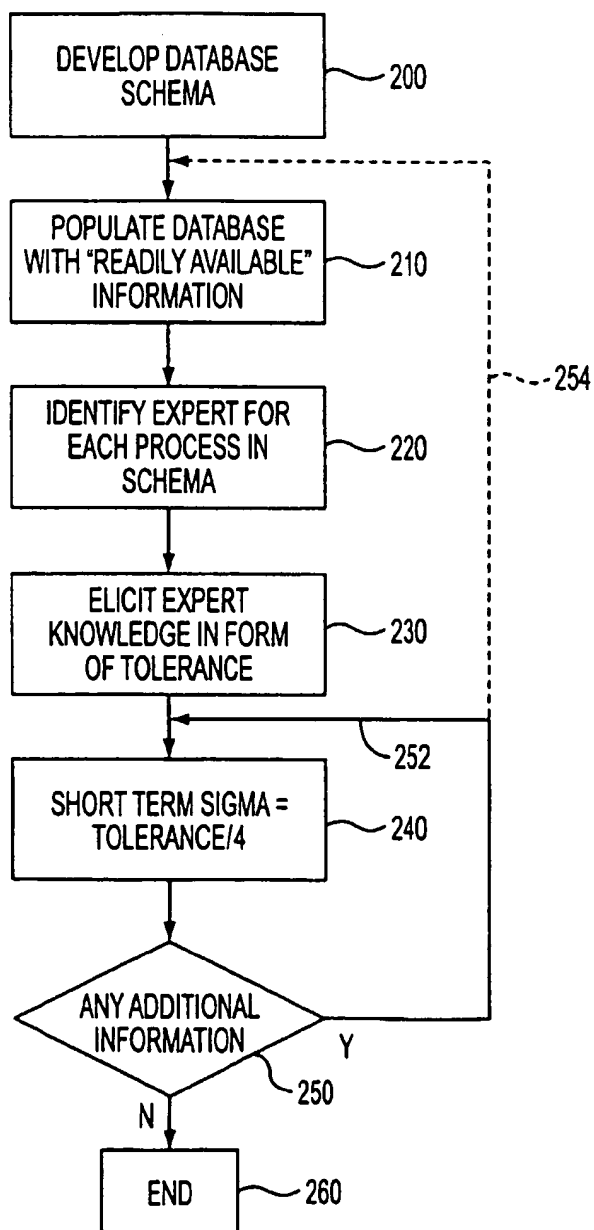 DEVELOP DATABASE
SCHEMA
200
POPULATE DATABASE
WITH "READILY AVAILABLE"
INFORMATION
210
254
IDENTIFY EXPERT FOR
EACH PROCESS IN
SCHEMA
220
ELICIT EXPERT
KNOWLEDGE IN FORM
OF TOLERANCE
230
252
SHORT TERM SIGMA =
TOLERANCE/4
240
ANY ADDITIONAL
INFORMATION
Y
250
N
END
260